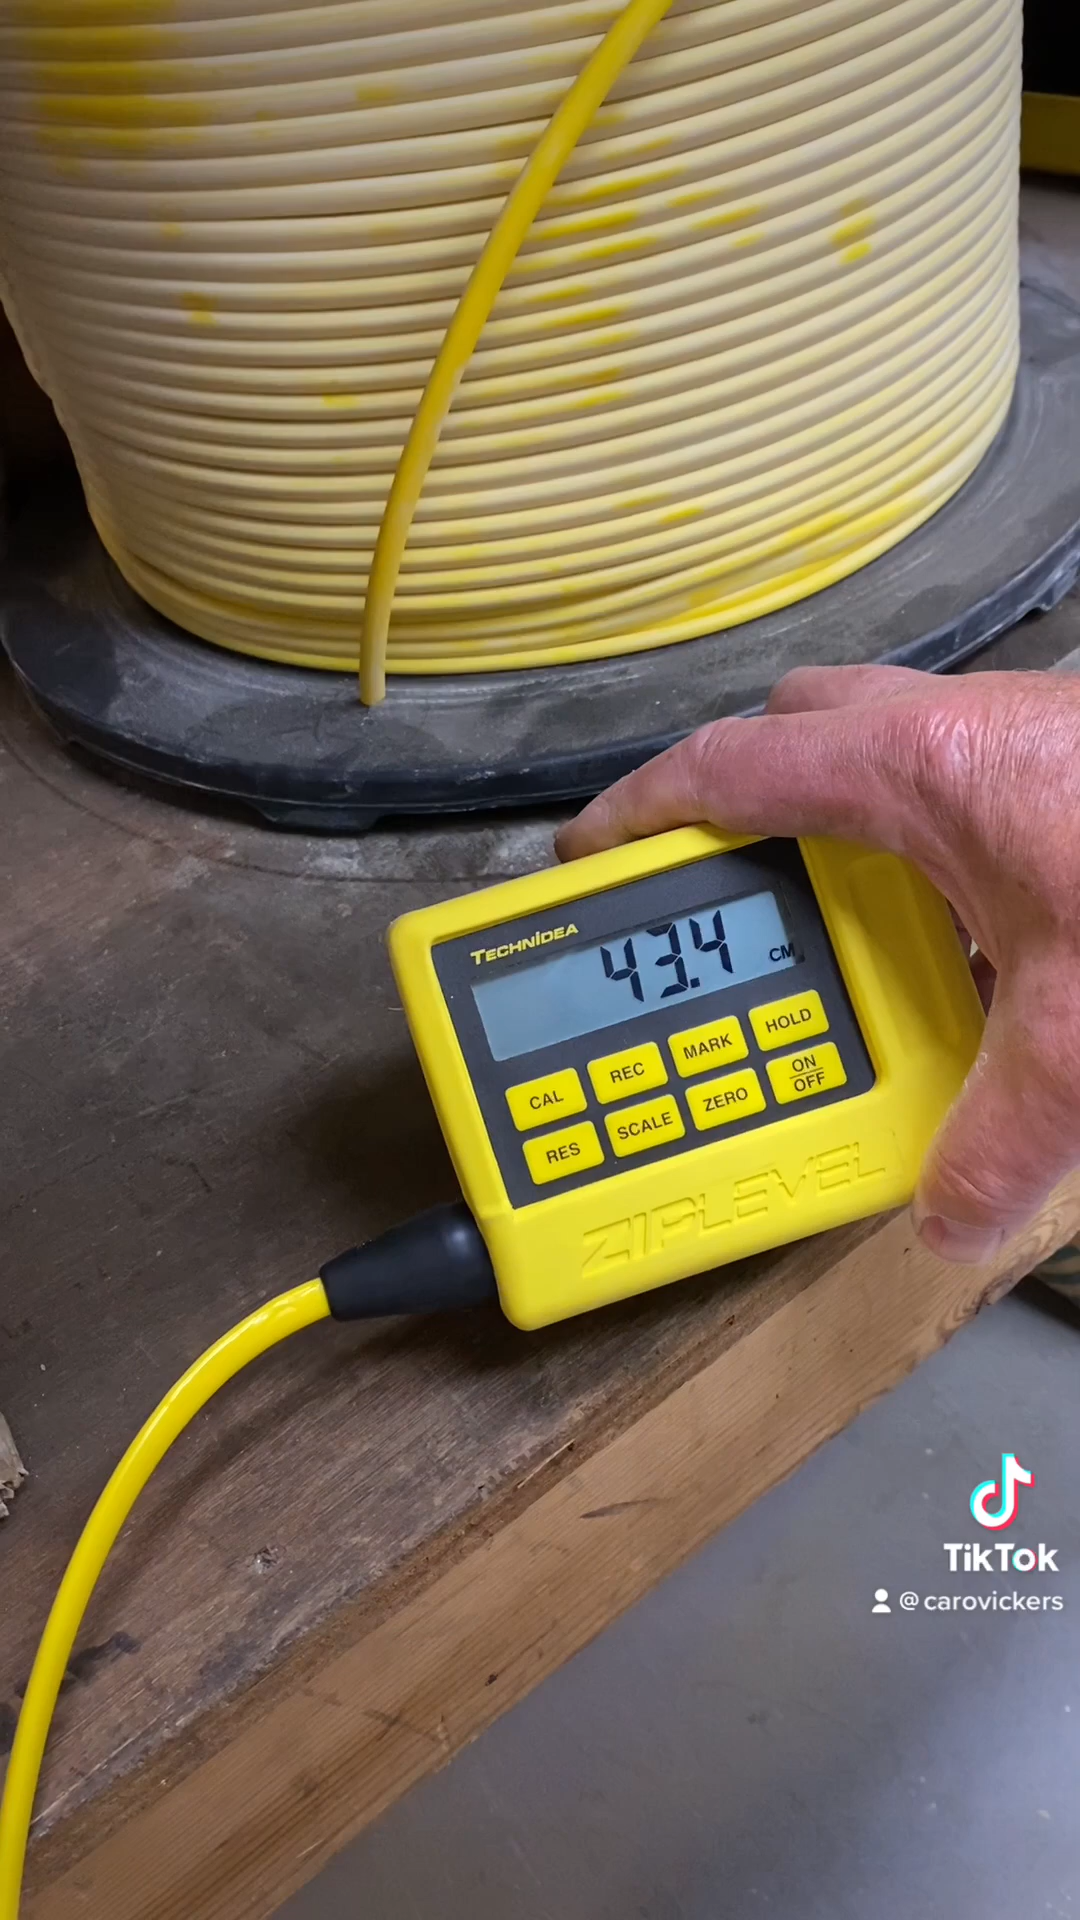 TECHNIDEA
43.4 CM
CAL REC MARK HOLD
RES SCALE ZERO ON/OFF
ZIPLEVEL
TikTok
@carovickers